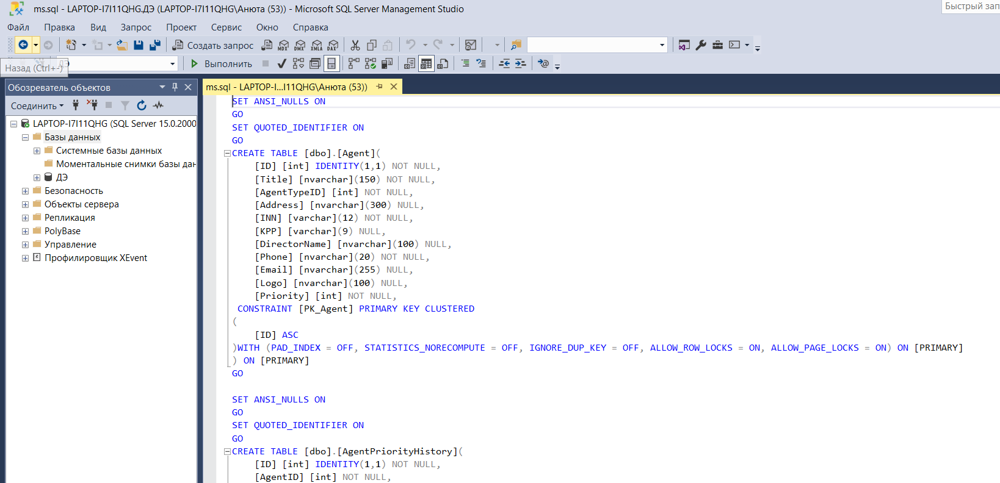 ms.sql - LAPTOP-I7I11QHG.ДЭ (LAPTOP-I7I11QHG\Анюта (53)) - Microsoft SQL Server Management Studio
Быстрый зап
Файл Правка Вид Запрос Проект Сервис Окно Справка
Создать запрос MDX DMX XMLA DAX
ДЭ Выполнить
Назад (Ctrl+-)
Обозреватель объектов
Соединить
LAPTOP-I7I11QHG (SQL Server 15.0.2000
Базы данных
Системные базы данных
Моментальные снимки базы дан
ДЭ
Безопасность
Объекты сервера
Репликация
PolyBase
Управление
Профилировщик XEvent
ms.sql - LAPTOP-I...I11QHG\Анюта (53))
SET ANSI_NULLS ON
GO
SET QUOTED_IDENTIFIER ON
GO
CREATE TABLE [dbo].[Agent](
[ID] [int] IDENTITY(1,1) NOT NULL,
[Title] [nvarchar](150) NOT NULL,
[AgentTypeID] [int] NOT NULL,
[Address] [nvarchar](300) NULL,
[INN] [varchar](12) NOT NULL,
[KPP] [varchar](9) NULL,
[DirectorName] [nvarchar](100) NULL,
[Phone] [nvarchar](20) NOT NULL,
[Email] [nvarchar](255) NULL,
[Logo] [nvarchar](100) NULL,
[Priority] [int] NOT NULL,
CONSTRAINT [PK_Agent] PRIMARY KEY CLUSTERED
(
[ID] ASC
)WITH (PAD_INDEX = OFF, STATISTICS_NORECOMPUTE = OFF, IGNORE_DUP_KEY = OFF, ALLOW_ROW_LOCKS = ON, ALLOW_PAGE_LOCKS = ON) ON [PRIMARY]
) ON [PRIMARY]
GO
SET ANSI_NULLS ON
GO
SET QUOTED_IDENTIFIER ON
GO
CREATE TABLE [dbo].[AgentPriorityHistory](
[ID] [int] IDENTITY(1,1) NOT NULL,
[AgentID] [int] NOT NULL,